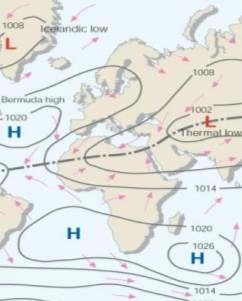 1008
L
Icelandic low
1008
Bermuda high
1020
H
1002
L
Thermal low
1014
1020
H
1026
H
1014